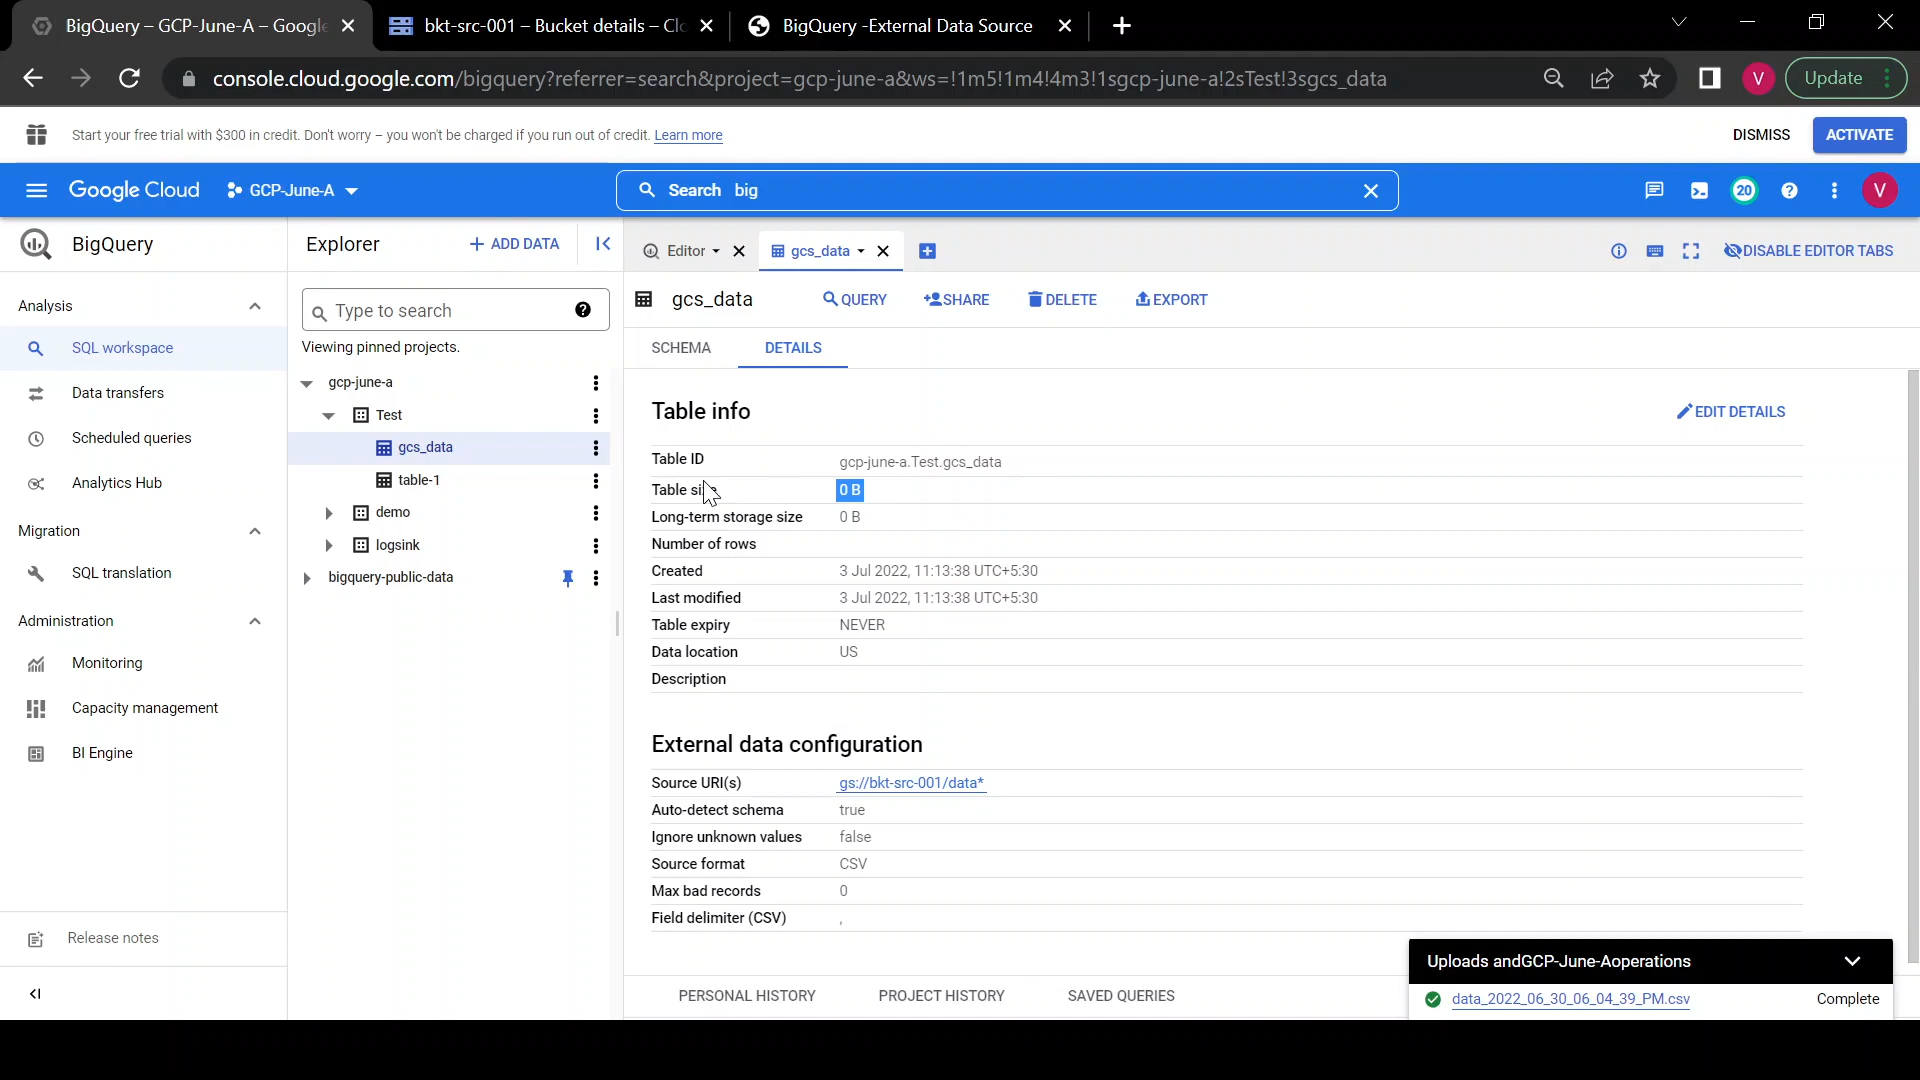 BigQuery – GCP-June-A – Google
bkt-src-001 – Bucket details – Clo
BigQuery -External Data Source
console.cloud.google.com/bigquery?referrer=search&project=gcp-june-a&ws=!1m5!1m4!4m3!1sgcp-june-a!2sTest!3sgcs_data
V
Update
Start your free trial with $300 in credit. Don't worry – you won't be charged if you run out of credit. Learn more
DISMISS
ACTIVATE
Google Cloud
GCP-June-A
Search big
20
V
BigQuery
Explorer
+ ADD DATA
Editor
gcs_data
DISABLE EDITOR TABS
Analysis
SQL workspace
Data transfers
Scheduled queries
Analytics Hub
Migration
SQL translation
Administration
Monitoring
Capacity management
BI Engine
Release notes
Type to search
Viewing pinned projects.
gcp-june-a
Test
gcs_data
table-1
demo
logsink
bigquery-public-data
gcs_data
QUERY
SHARE
DELETE
EXPORT
SCHEMA
DETAILS
Table info
EDIT DETAILS
Table ID gcp-june-a.Test.gcs_data
Table size 0 B
Long-term storage size 0 B
Number of rows
Created 3 Jul 2022, 11:13:38 UTC+5:30
Last modified 3 Jul 2022, 11:13:38 UTC+5:30
Table expiry NEVER
Data location US
Description
External data configuration
Source URI(s) gs://bkt-src-001/data*
Auto-detect schema true
Ignore unknown values false
Source format CSV
Max bad records 0
Field delimiter (CSV) ,
PERSONAL HISTORY
PROJECT HISTORY
SAVED QUERIES
Uploads andGCP-June-Aoperations
data_2022_06_30_06_04_39_PM.csv
Complete